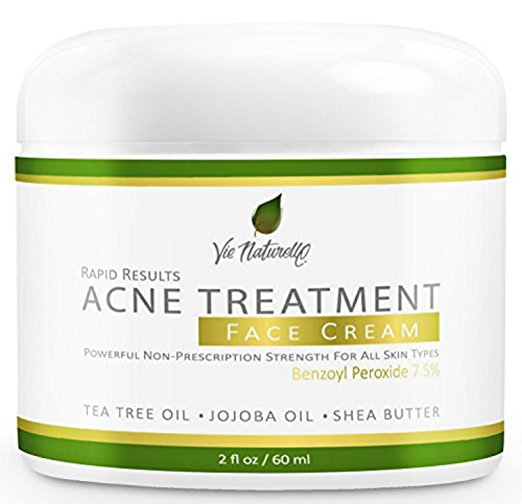 Vie Naturelle
RAPID RESULTS
ACNE TREATMENT
FACE CREAM
POWERFUL NON-PRESCRIPTION STRENGTH FOR ALL SKIN TYPES
Benzoyl Peroxide 7.5%
TEA TREE OIL • JOJOBA OIL • SHEA BUTTER
2 fl oz / 60 ml